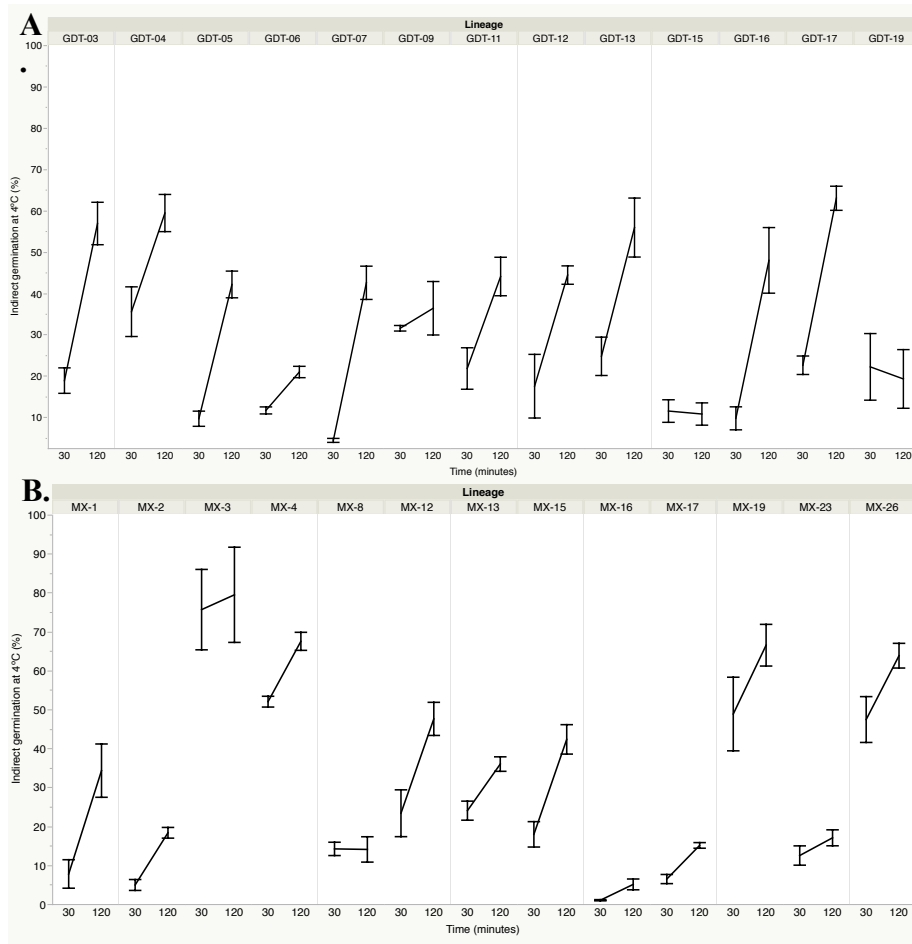 A
.
Lineage
GDT-03 GDT-04 GDT-05 GDT-06 GDT-07 GDT-09 GDT-11 GDT-12 GDT-13 GDT-15 GDT-16 GDT-17 GDT-19
Indirect germination at 4ºC (%)
100
90
80
70
60
50
40
30
20
10
30 120 30 120 30 120 30 120 30 120 30 120 30 120 30 120 30 120 30 120 30 120 30 120 30 120
Time (minutes)
B.
Lineage
MX-1 MX-2 MX-3 MX-4 MX-8 MX-12 MX-13 MX-15 MX-16 MX-17 MX-19 MX-23 MX-26
Indirect germination at 4ºC (%)
100
90
80
70
60
50
40
30
20
10
0
30 120 30 120 30 120 30 120 30 120 30 120 30 120 30 120 30 120 30 120 30 120 30 120 30 120
Time (minutes)